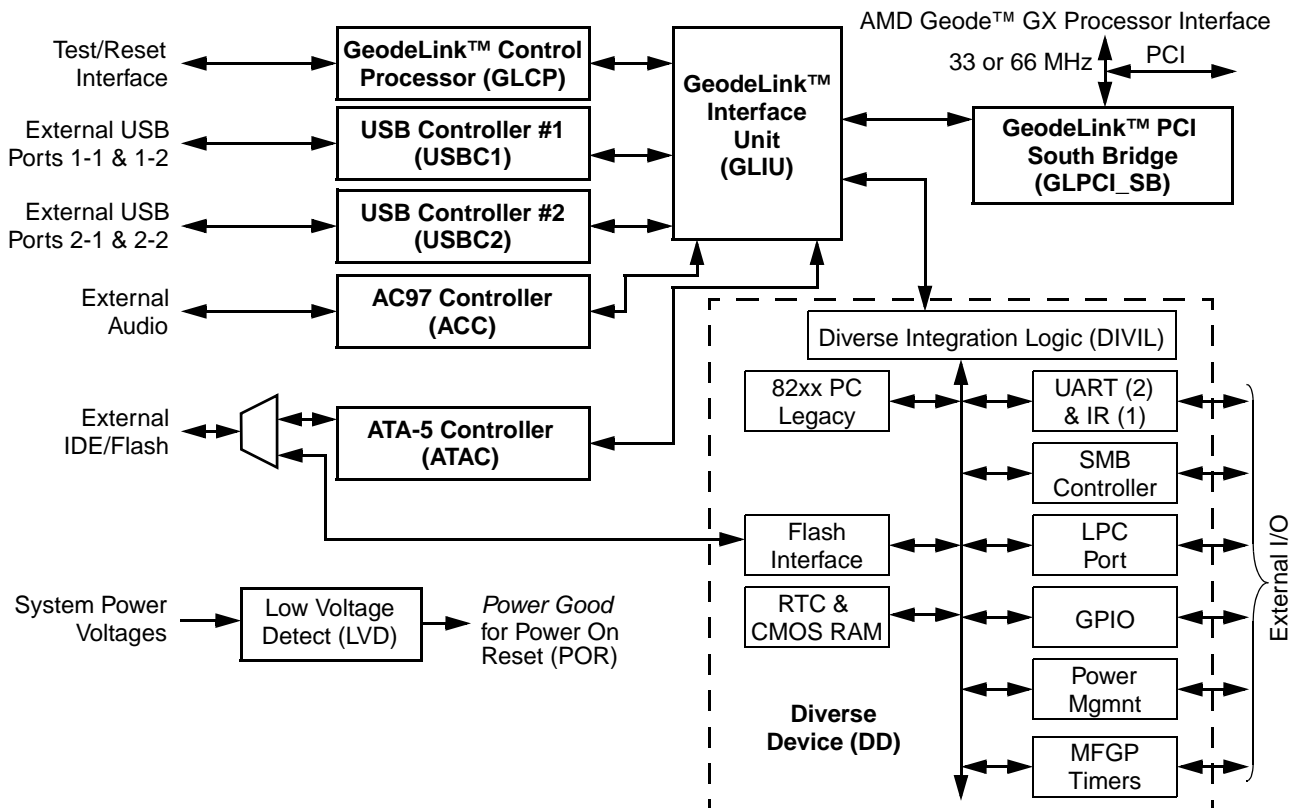 AMD Geode™ GX Processor Interface
33 or 66 MHz
PCI
Test/Reset
Interface
GeodeLink™ Control
Processor (GLCP)
GeodeLink™
Interface
Unit
(GLIU)
GeodeLink™ PCI
South Bridge
(GLPCI_SB)
External USB
Ports 1-1 & 1-2
USB Controller #1
(USBC1)
External USB
Ports 2-1 & 2-2
USB Controller #2
(USBC2)
External
Audio
AC97 Controller
(ACC)
External
IDE/Flash
ATA-5 Controller
(ATAC)
Diverse Integration Logic (DIVIL)
82xx PC
Legacy
UART (2)
& IR (1)
SMB
Controller
Flash
Interface
LPC
Port
RTC &
CMOS RAM
GPIO
Power
Mgmnt
MFGP
Timers
Diverse
Device (DD)
External I/O
System Power
Voltages
Low Voltage
Detect (LVD)
Power Good
for Power On
Reset (POR)